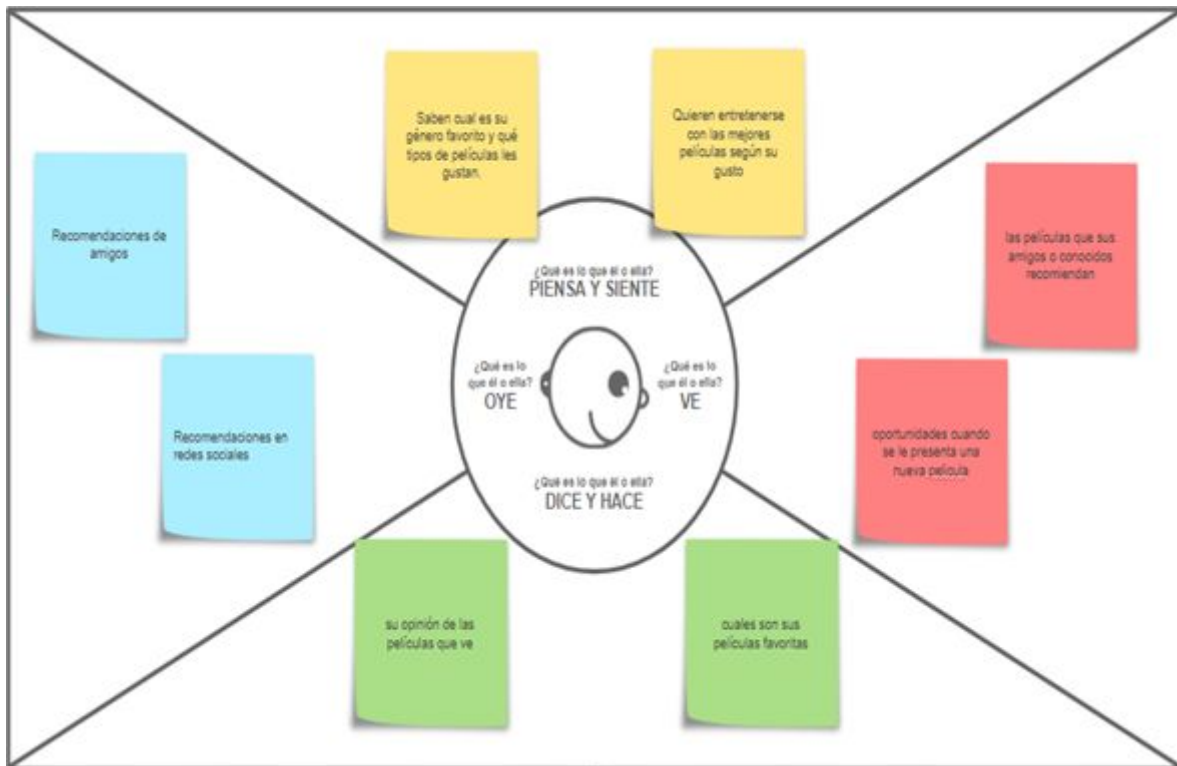 Saben cual es su
género favorito y qué
tipos de películas les
gustan.
Quieren entretenerse
con las mejores
películas según su
gusto
Recomendaciones de
amigos
las películas que sus
amigos o conocidos
recomiendan
¿Qué es lo que él o ella?
PIENSA Y SIENTE
¿Qué es lo
que él o ella?
OYE
¿Qué es lo
que él o ella?
VE
Recomendaciones en
redes sociales
oportunidades cuando
se le presenta una
nueva película
¿Qué es lo que él o ella?
DICE Y HACE
su opinión de las
películas que ve
cuales son sus
películas favoritas